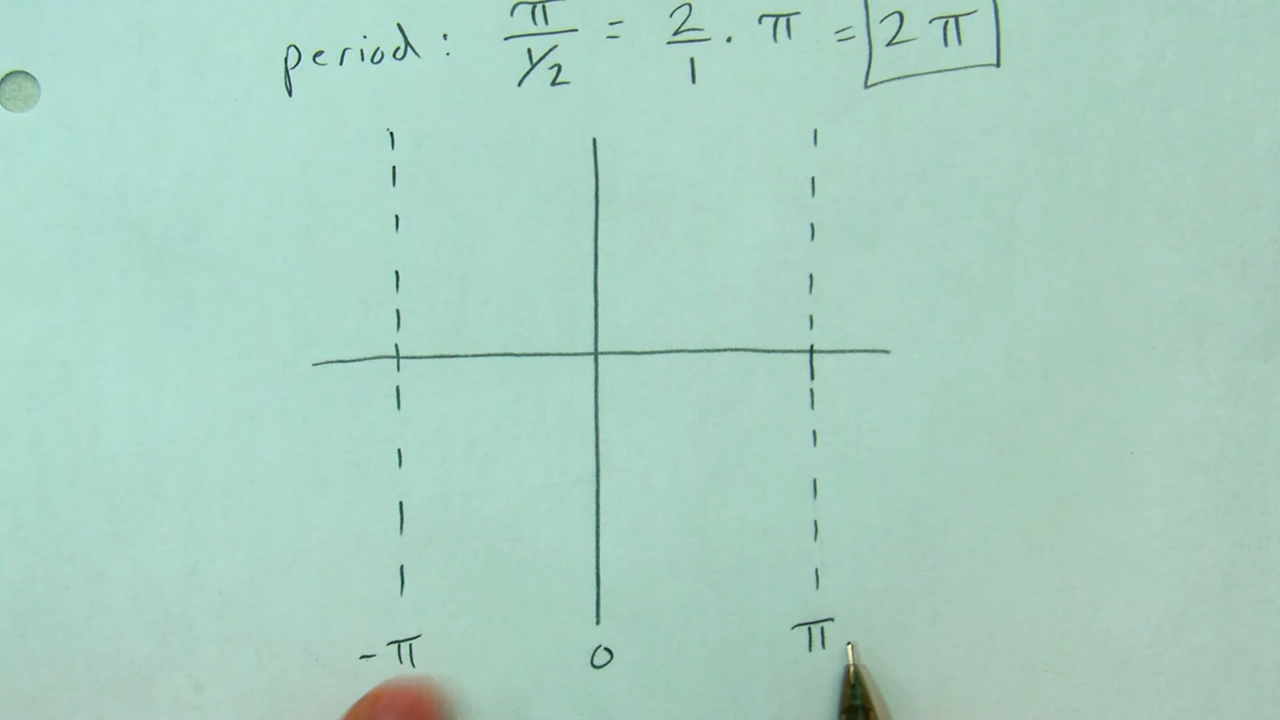 period: π/1/2 = 2/1 · π = 2π
-π 0 π